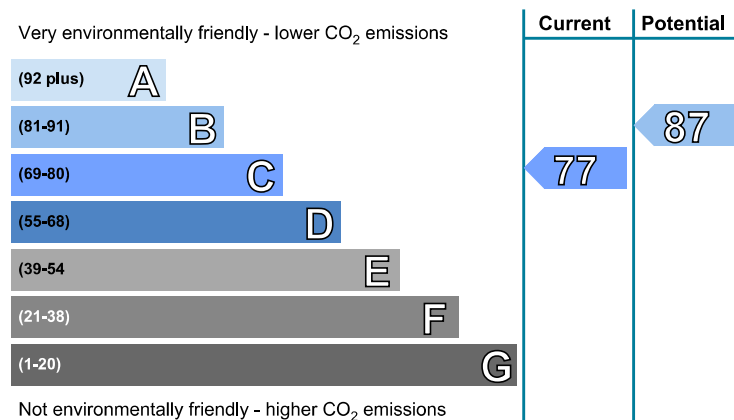 Very environmentally friendly - lower CO₂ emissions
Current
Potential
(92 plus) A
(81-91) B
87
(69-80) C
77
(55-68) D
(39-54 E
(21-38) F
(1-20) G
Not environmentally friendly - higher CO₂ emissions